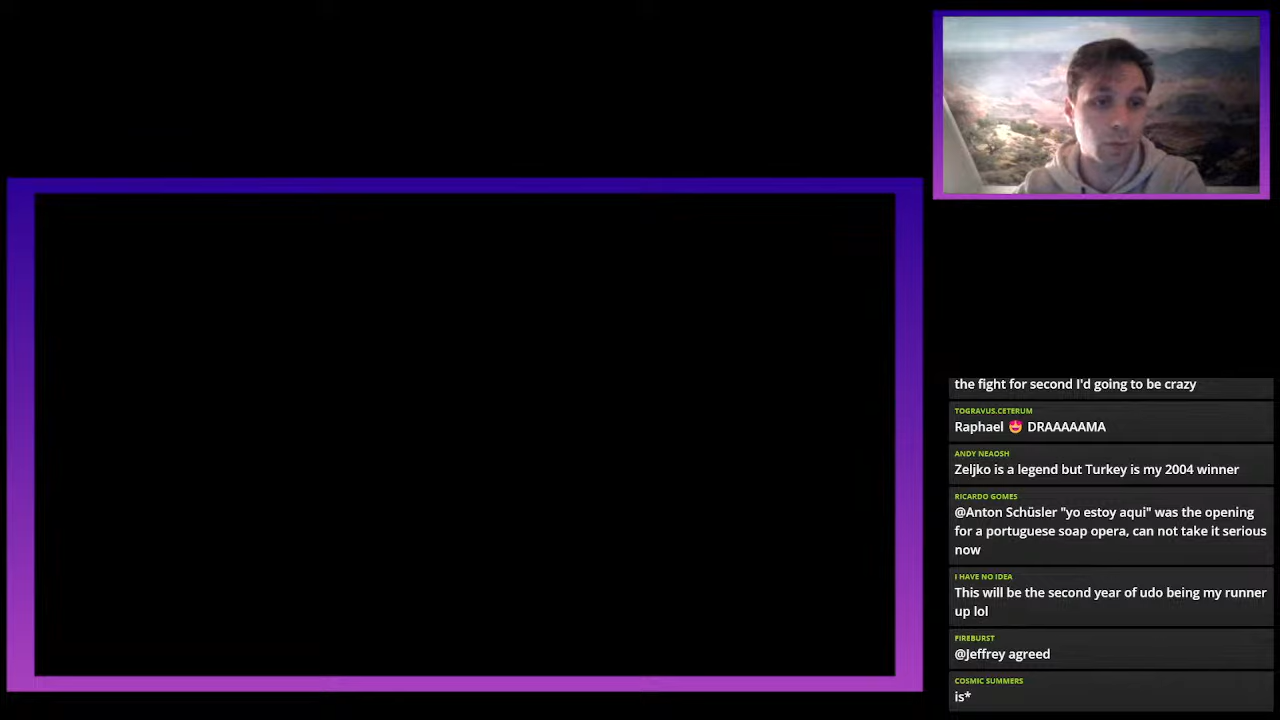 the fight for second I'd going to be crazy
TOGRAVUS.CETERUM
Raphael 😍 DRAAAAAMA
ANDY NEAOSH
Zeljko is a legend but Turkey is my 2004 winner
RICARDO GOMES
@Anton Schüsler "yo estoy aqui" was the opening
for a portuguese soap opera, can not take it serious
now
I HAVE NO IDEA
This will be the second year of udo being my runner
up lol
FIREBURST
@Jeffrey agreed
COSMIC SUMMERS
is*